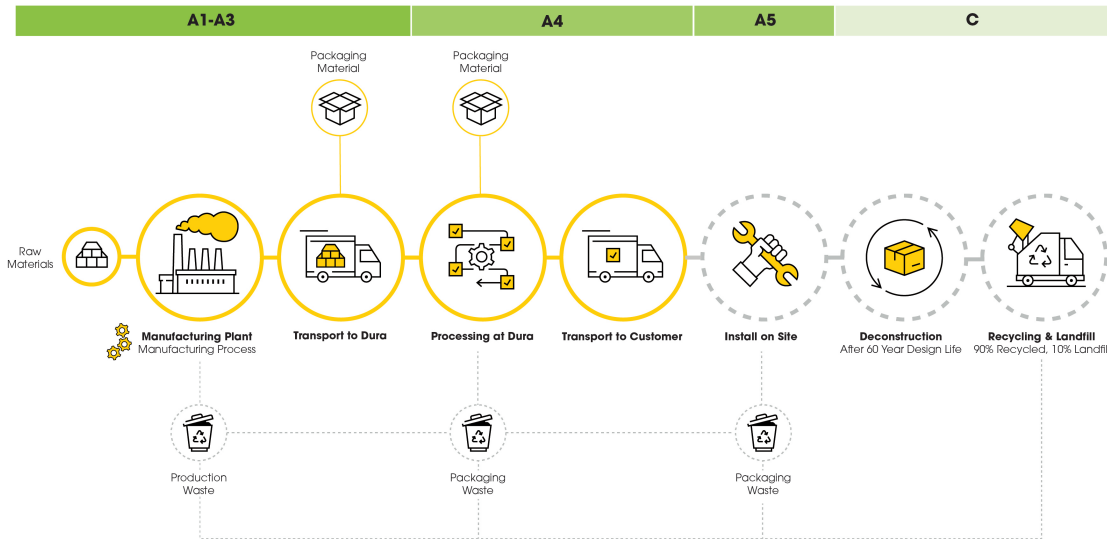 A1-A3
A4
A5
C
Packaging
Material
Packaging
Material
Raw
Materials
Manufacturing Plant
Manufacturing Process
Transport to Dura
Processing at Dura
Transport to Customer
Install on Site
Deconstruction
After 60 Year Design Life
Recycling & Landfill
90% Recycled, 10% Landfil
Production
Waste
Packaging
Waste
Packaging
Waste